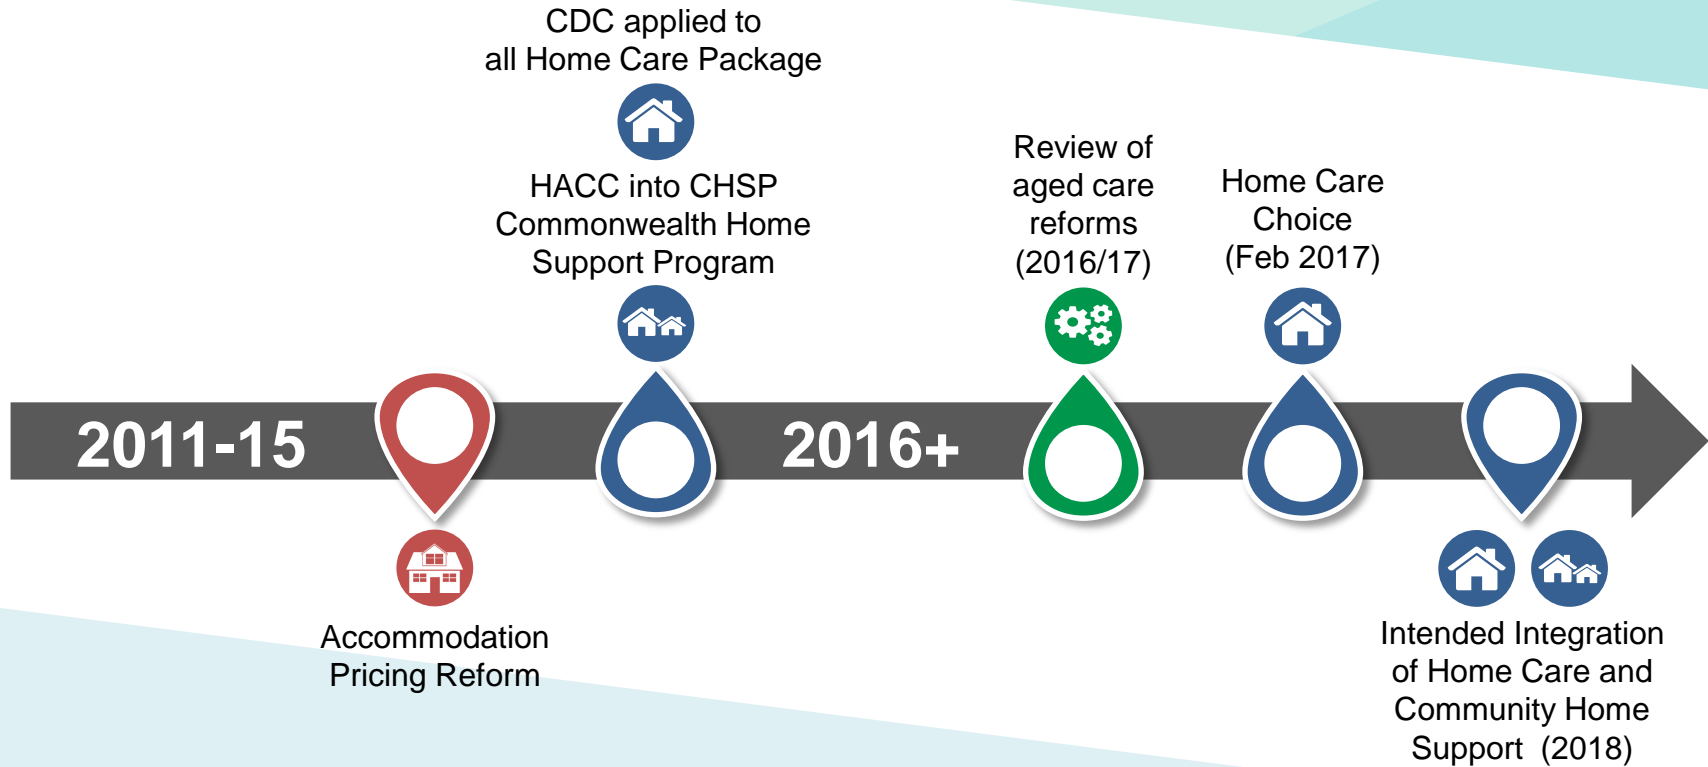 CDC applied to
all Home Care Package
HACC into CHSP
Commonwealth Home
Support Program
Review of
aged care
reforms
(2016/17)
Home Care
Choice
(Feb 2017)
2011-15
2016+
Accommodation
Pricing Reform
Intended Integration
of Home Care and
Community Home
Support (2018)